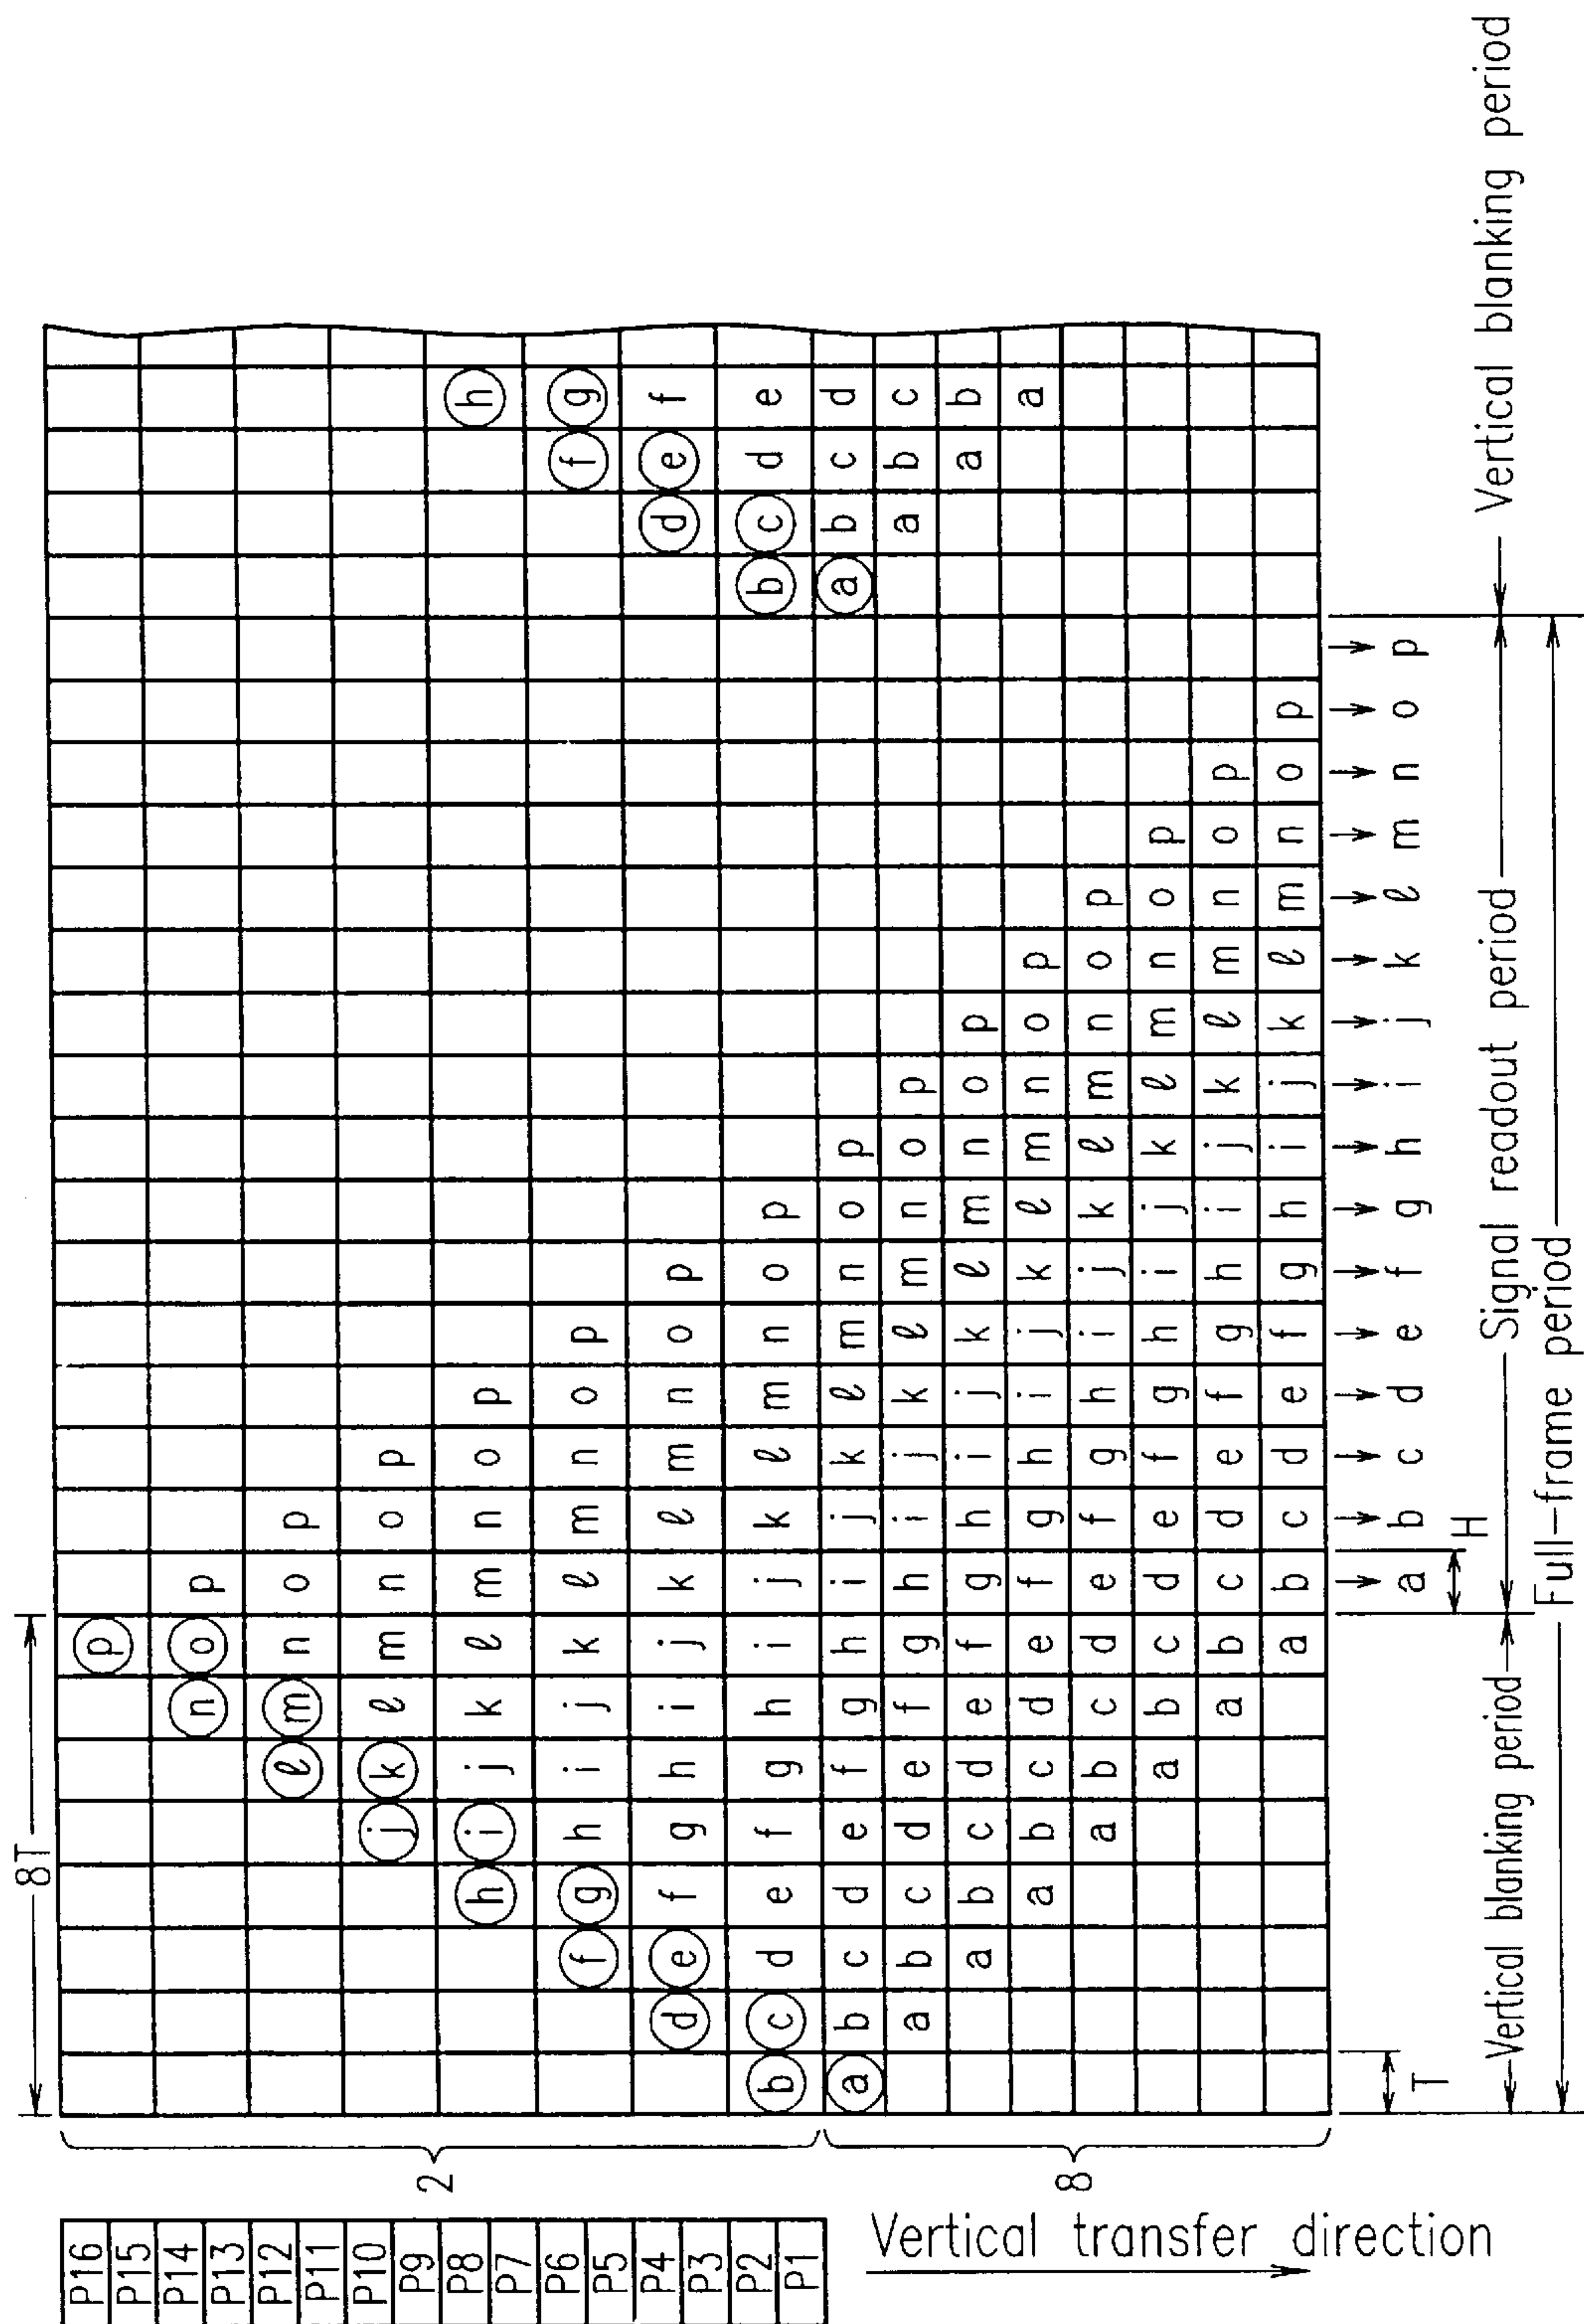 8T
P16
P15
P14
P13
P12
P11
P10
P9
P8
P7
P6
P5
P4
P3
P2
P1
2
8
Vertical transfer direction
p
n o p
ℓ m n o p
j k ℓ m n o p
h i j k ℓ m n o p h
f g h i j k ℓ m n o p f g
d e f g h i j k ℓ m n o p d e f
b c d e f g h i j k ℓ m n o p b c d e
a b c d e f g h i j k ℓ m n o p a b c d
a b c d e f g h i j k ℓ m n o p a b c
a b c d e f g h i j k ℓ m n o p a b
a b c d e f g h i j k ℓ m n o p a
a b c d e f g h i j k ℓ m n o p
a b c d e f g h i j k ℓ m n o p
a b c d e f g h i j k ℓ m n o p
a b c d e f g h i j k ℓ m n o p
a b c d e f g h i j k ℓ m n o p
T
H
Vertical blanking period
Signal readout period
Vertical blanking period
Full-frame period